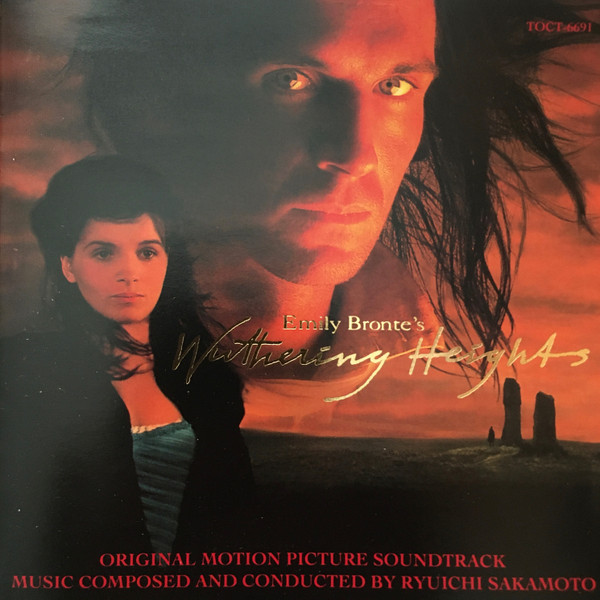 TOCT-6691
Emily Bronte's
Wuthering Heights
ORIGINAL MOTION PICTURE SOUNDTRACK
MUSIC COMPOSED AND CONDUCTED BY RYUICHI SAKAMOTO